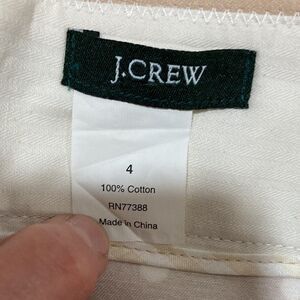 J.CREW
4
100% Cotton
RN77388
Made in China